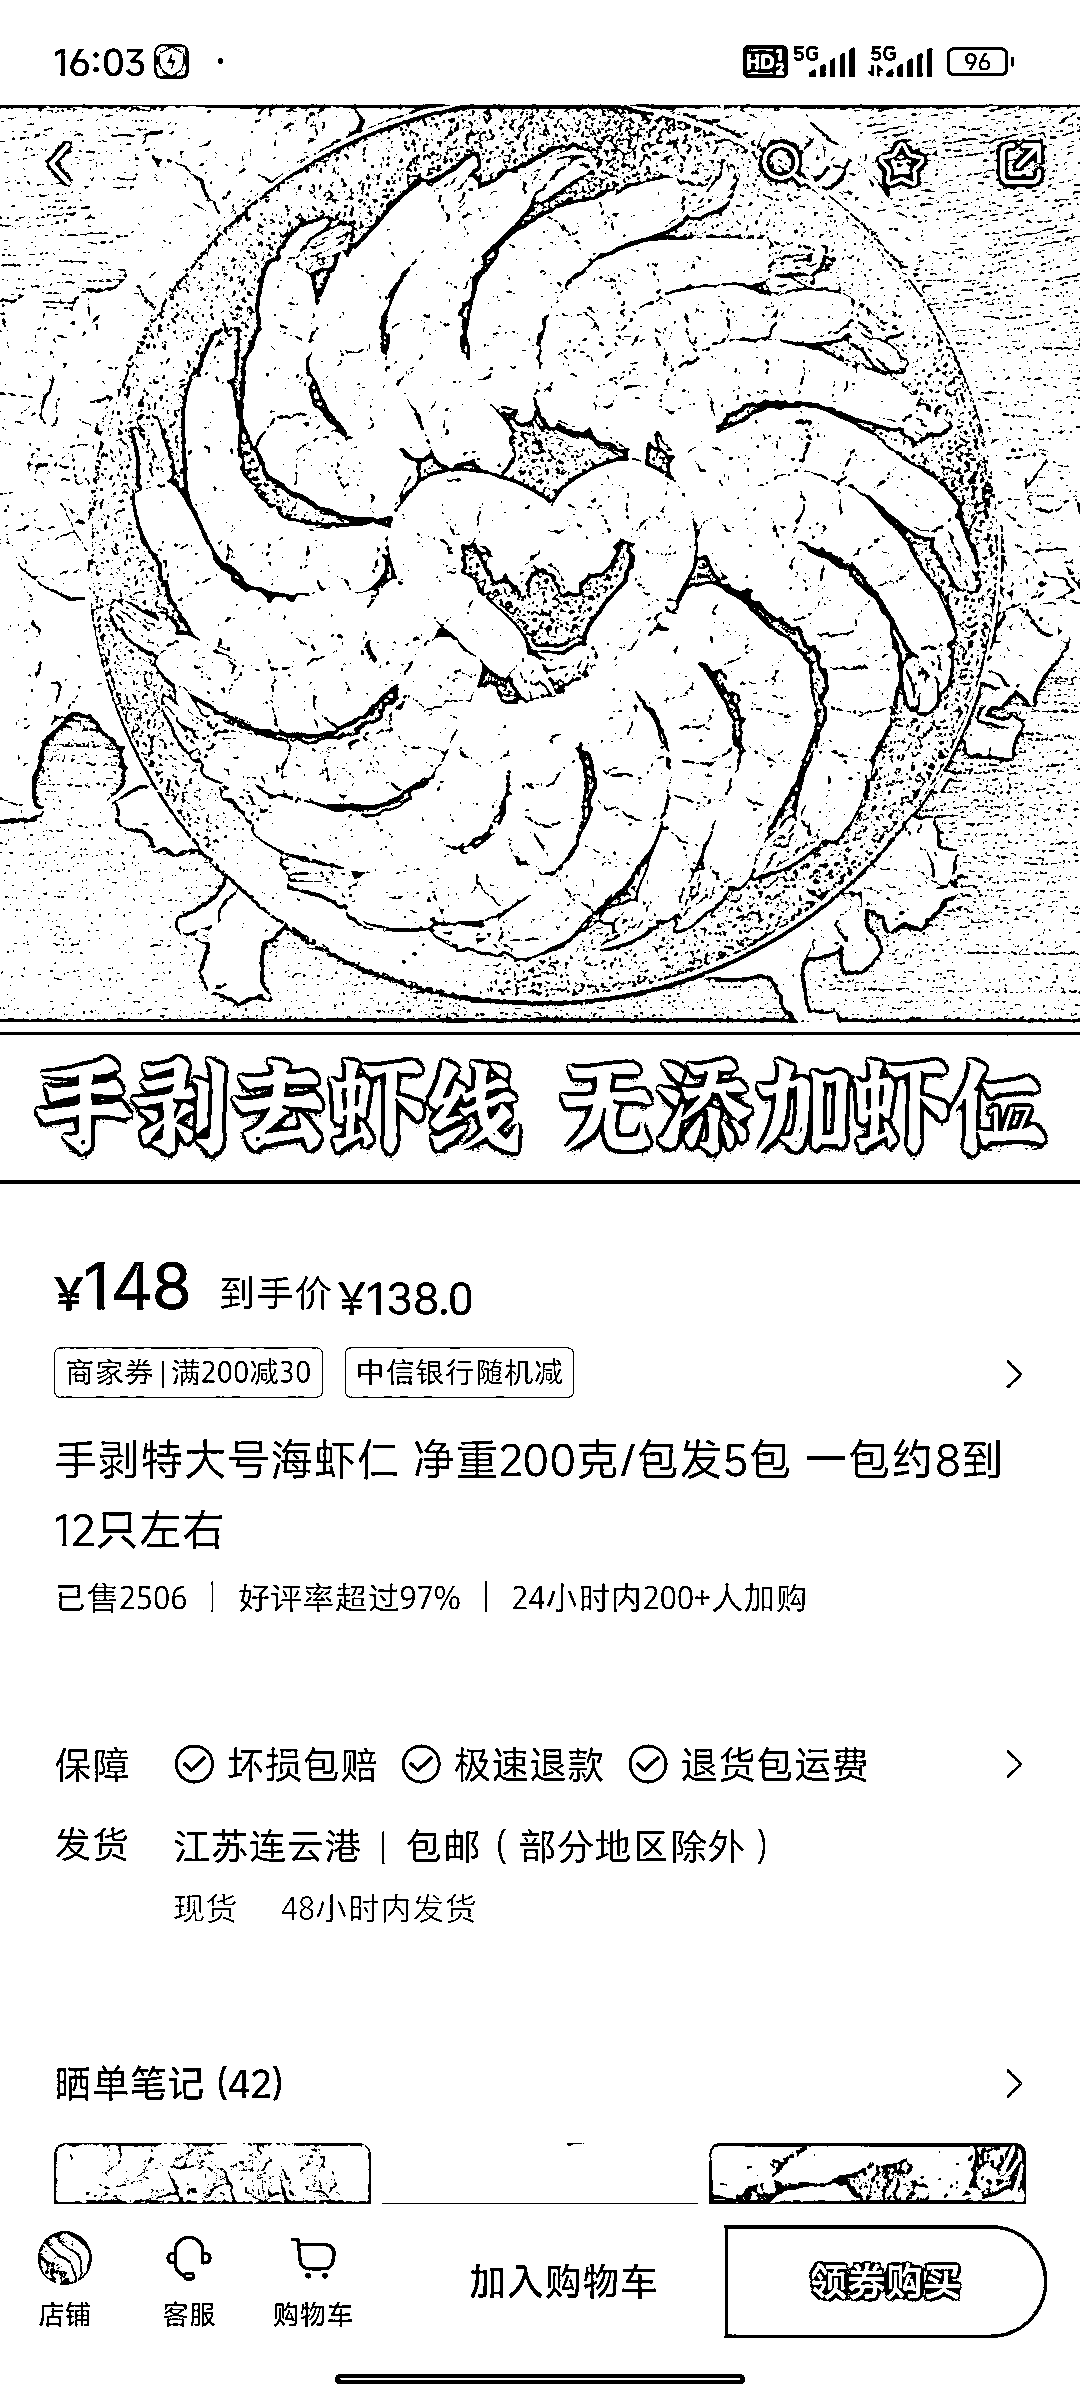 16:03 HD 1 2 5G 5G 96
手剥去虾线 无添加虾仁
¥148 到手价¥138.0
商家券|满200减30 中信银行随机减
手剥特大号海虾仁 净重200克/包发5包 一包约8到
12只左右
已售2506 | 好评率超过97% | 24小时内200+人加购
保障 坏损包赔 极速退款 退货包运费
发货 江苏连云港 | 包邮（部分地区除外）
现货 48小时内发货
晒单笔记 (42)
店铺 客服 购物车 加入购物车 领券购买